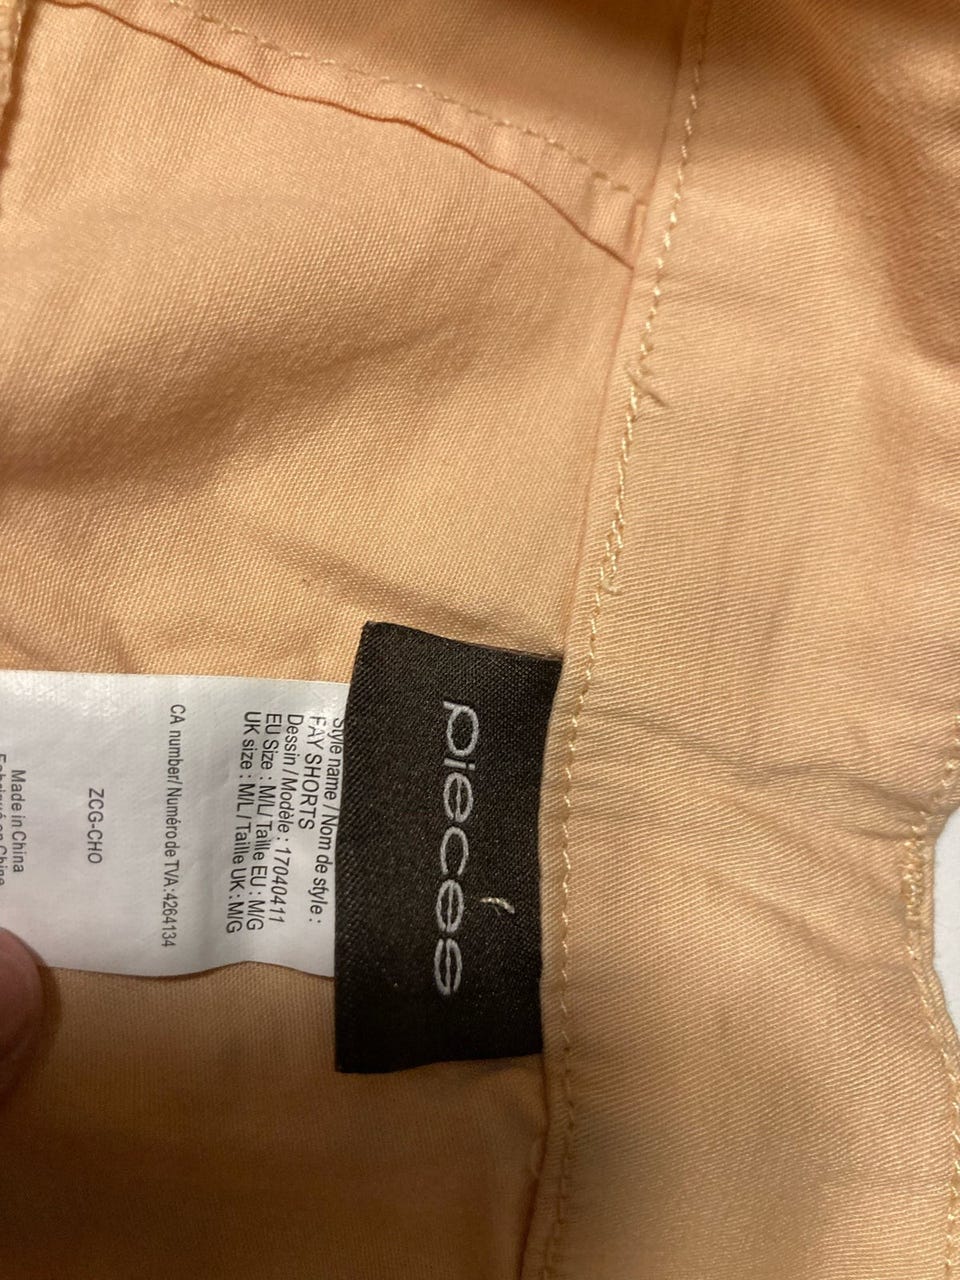 pieces
Style name / Nom de style :
FAY SHORTS
Dessin / Modèle : 17040411
EU Size : M/L/ Taille EU : M/G
UK size : M/L / Taille UK : M/G
CA number/ Numéro de TVA: 4264134
ZCG-CHO
Made in China